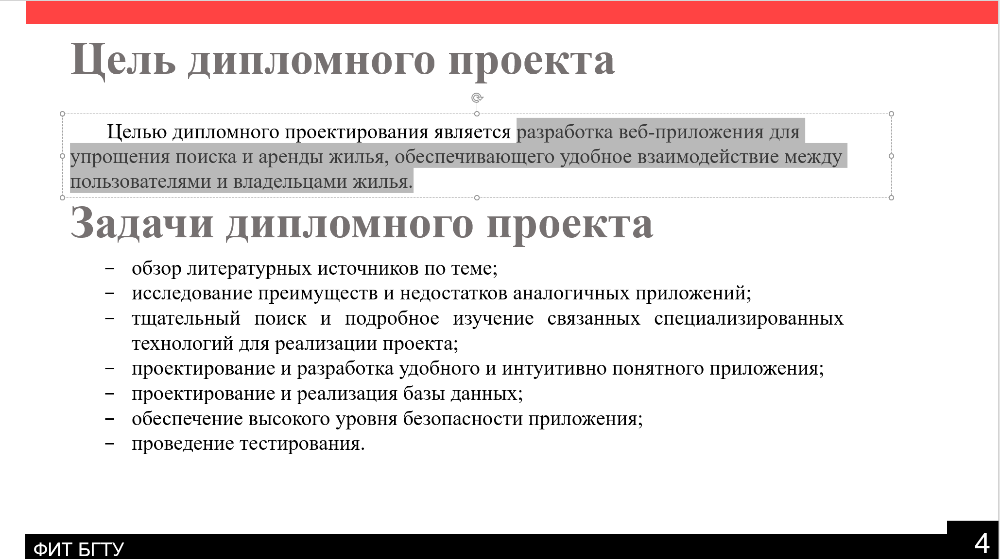 Цель дипломного проекта
Целью дипломного проектирования является разработка веб-приложения для
упрощения поиска и аренды жилья, обеспечивающего удобное взаимодействие между
пользователями и владельцами жилья.
Задачи дипломного проекта
− обзор литературных источников по теме;
− исследование преимуществ и недостатков аналогичных приложений;
− тщательный поиск и подробное изучение связанных специализированных
технологий для реализации проекта;
− проектирование и разработка удобного и интуитивно понятного приложения;
− проектирование и реализация базы данных;
− обеспечение высокого уровня безопасности приложения;
− проведение тестирования.
ФИТ БГТУ
4